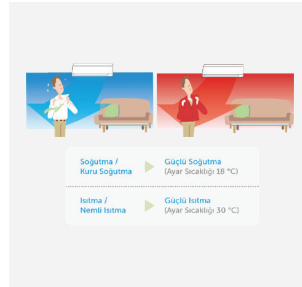 Soğutma /
Kuru Soğutma
Güçlü Soğutma
(Ayar Sıcaklığı 18 °C)
Isıtma /
Nemli Isıtma
Güçlü Isıtma
(Ayar Sıcaklığı 30 °C)